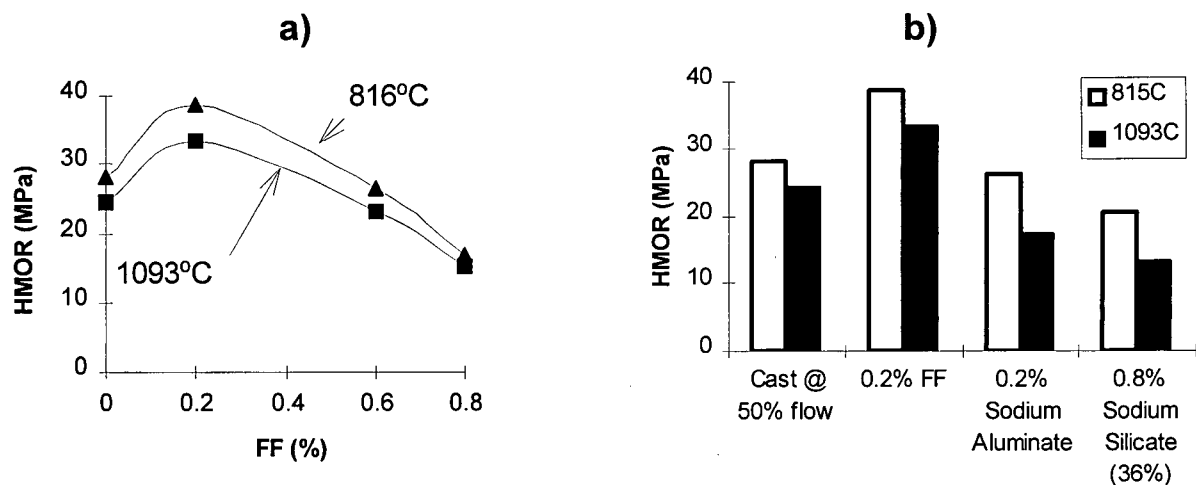 a)
HMOR (MPa)
40
30
20
10
0
816ºC
1093ºC
0 0.2 0.4 0.6 0.8
FF (%)
b)
HMOR (MPa)
40
30
20
10
0
815C
1093C
Cast @
50% flow
0.2% FF
0.2%
Sodium
Aluminate
0.8%
Sodium
Silicate
(36%)